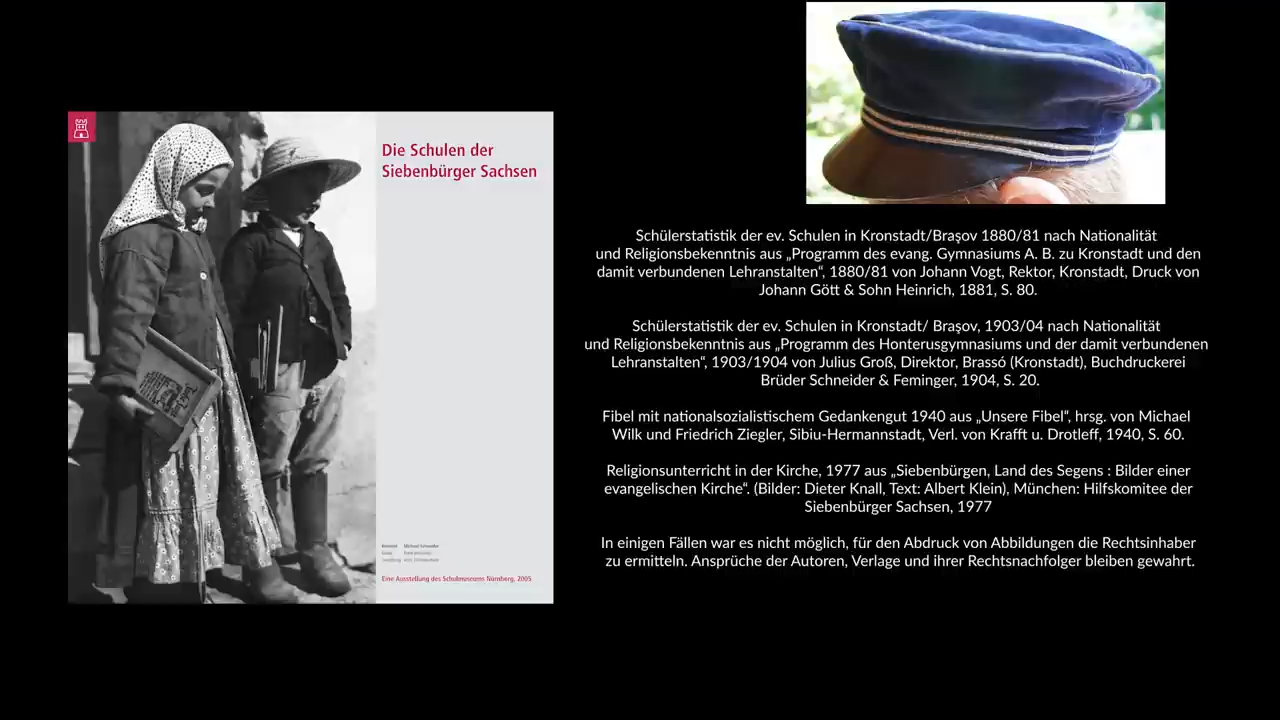 Die Schulen der
Siebenbürger Sachsen
Eine Ausstellung des Schulmuseums Nürnberg, 2005
Schülerstatistik der ev. Schulen in Kronstadt/Braşov 1880/81 nach Nationalität
und Religionsbekenntnis aus „Programm des evang. Gymnasiums A. B. zu Kronstadt und den
damit verbundenen Lehranstalten“, 1880/81 von Johann Vogt, Rektor, Kronstadt, Druck von
Johann Gött & Sohn Heinrich, 1881, S. 80.
Schülerstatistik der ev. Schulen in Kronstadt/ Braşov, 1903/04 nach Nationalität
und Religionsbekenntnis aus „Programm des Honterusgymnasiums und der damit verbundenen
Lehranstalten“, 1903/1904 von Julius Groß, Direktor, Brassó (Kronstadt), Buchdruckerei
Brüder Schneider & Feminger, 1904, S. 20.
Fibel mit nationalsozialistischem Gedankengut 1940 aus „Unsere Fibel“, hrsg. von Michael
Wilk und Friedrich Ziegler, Sibiu-Hermannstadt, Verl. von Krafft u. Drotleff, 1940, S. 60.
Religionsunterricht in der Kirche, 1977 aus „Siebenbürgen, Land des Segens : Bilder einer
evangelischen Kirche“. (Bilder: Dieter Knall, Text: Albert Klein), München: Hilfskomitee der
Siebenbürger Sachsen, 1977
In einigen Fällen war es nicht möglich, für den Abdruck von Abbildungen die Rechtsinhaber
zu ermitteln. Ansprüche der Autoren, Verlage und ihrer Rechtsnachfolger bleiben gewahrt.